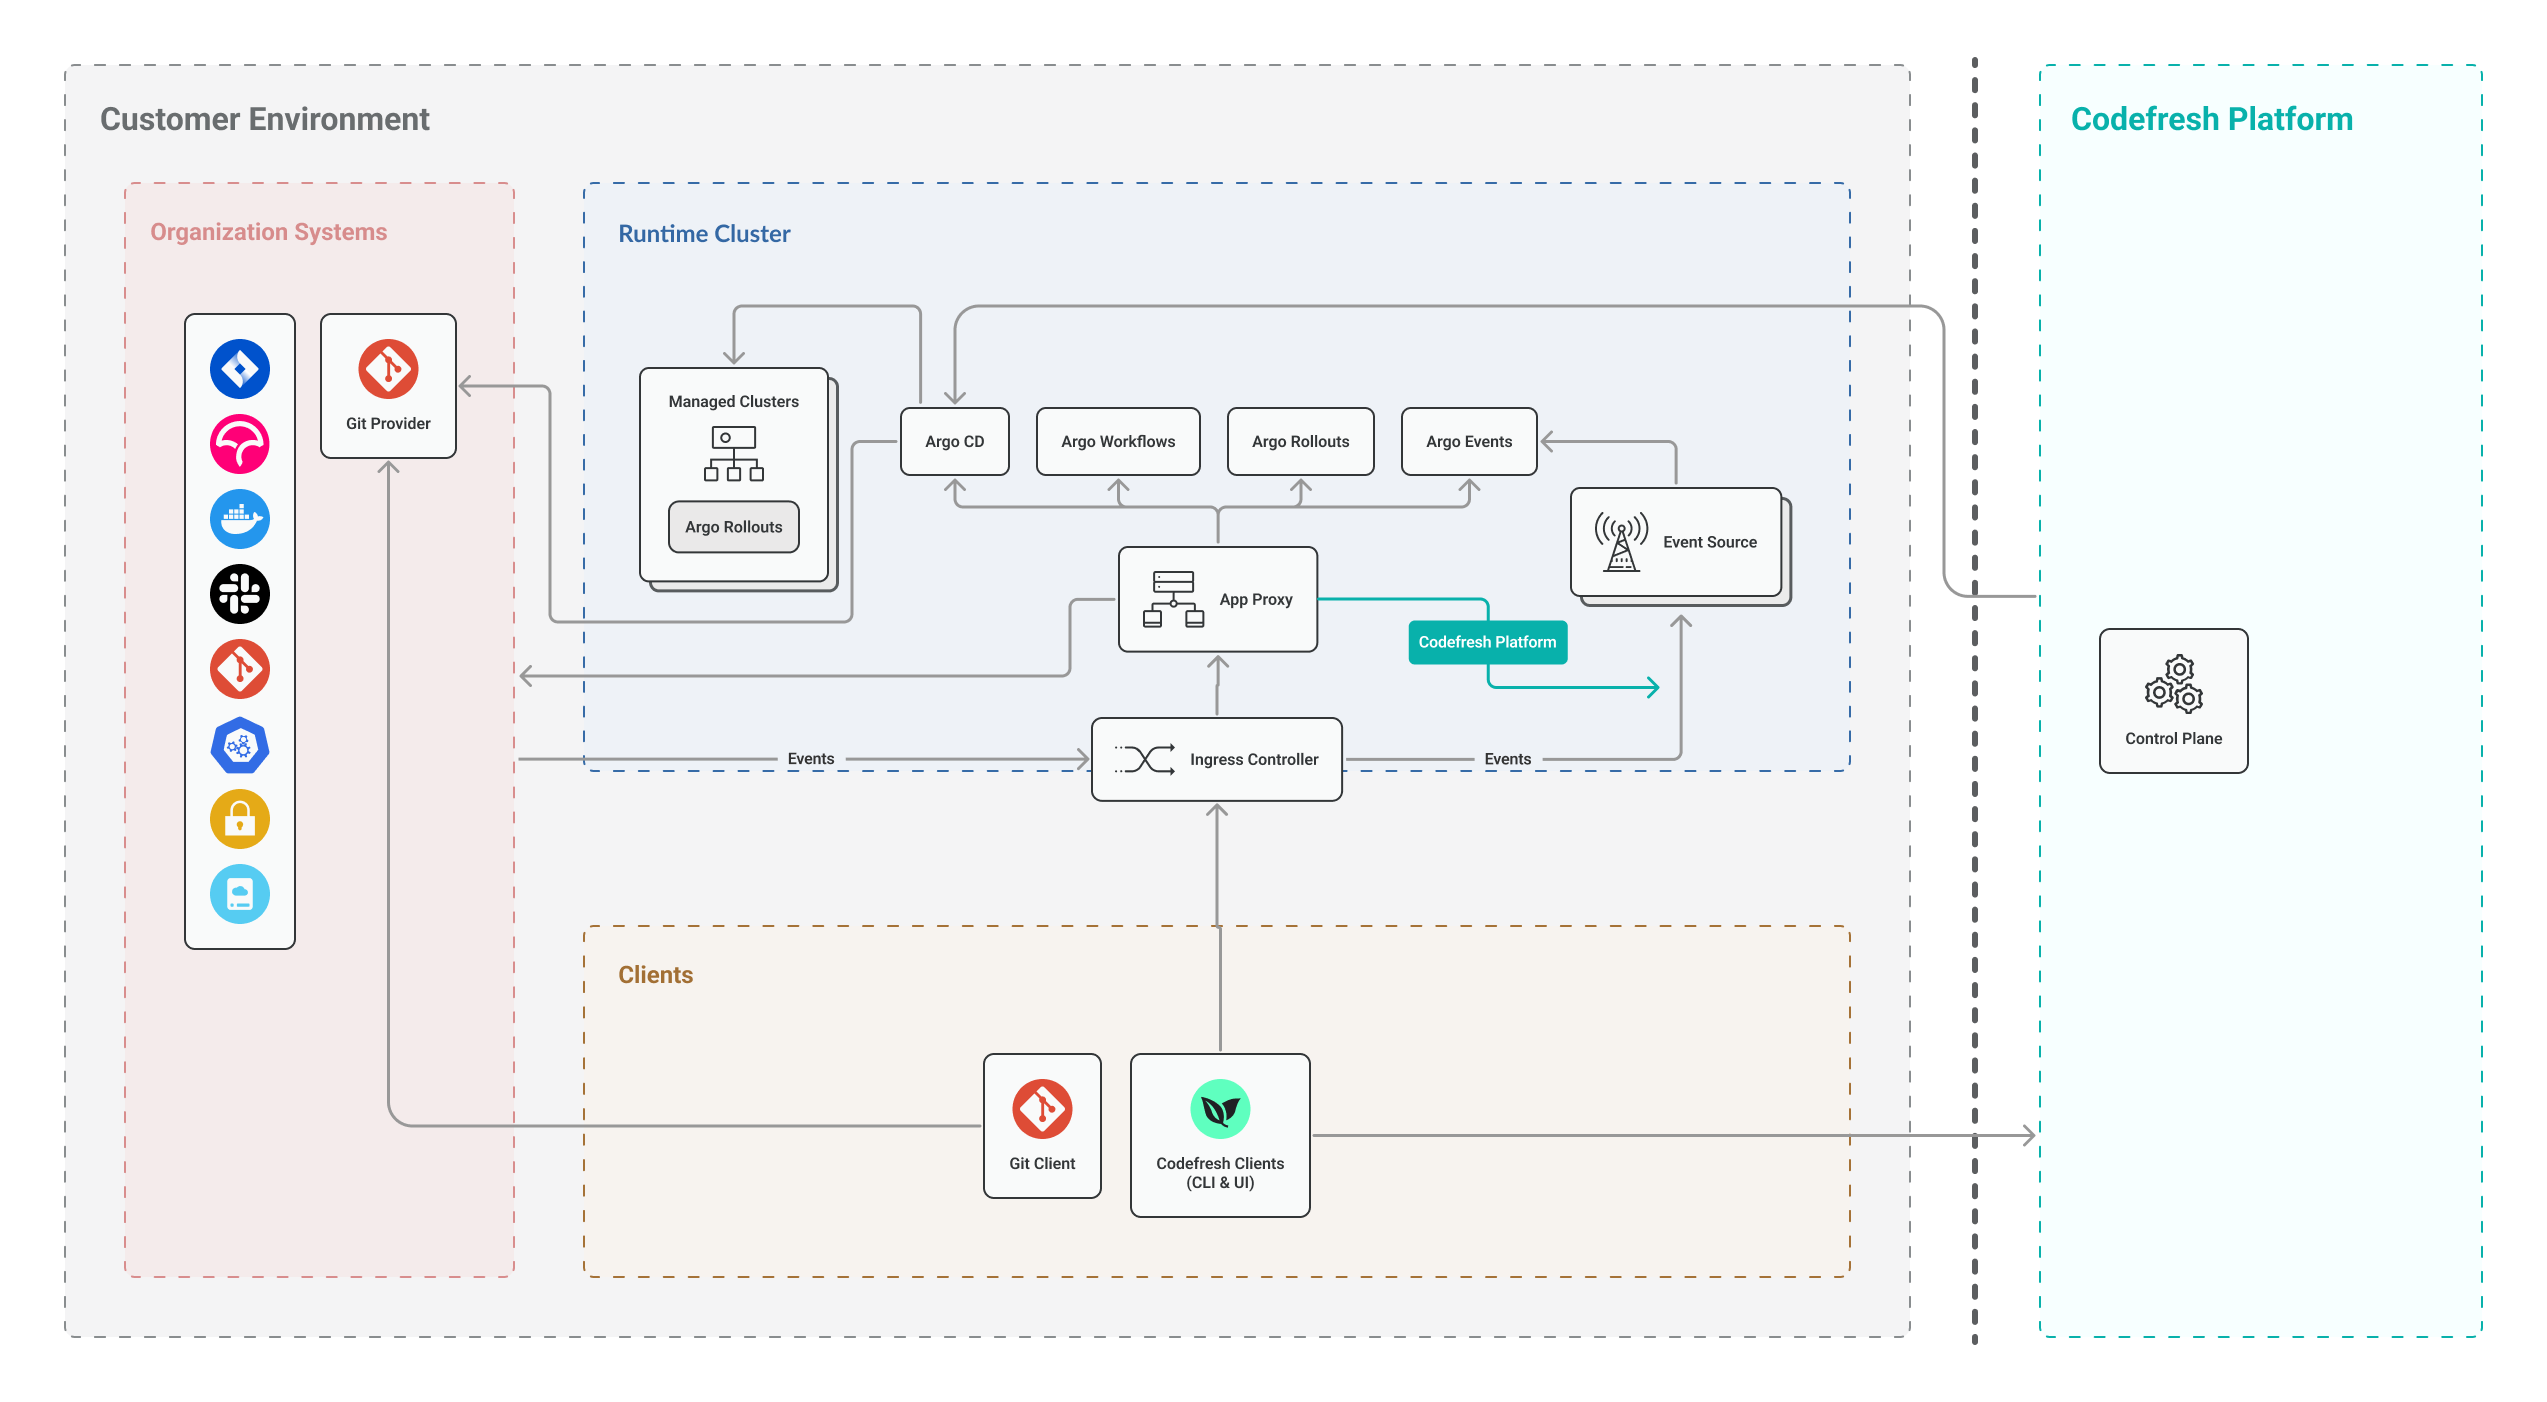 Customer Environment
Codefresh Platform
Organization Systems
Runtime Cluster
Git Provider
Managed Clusters
Argo Rollouts
Argo CD
Argo Workflows
Argo Rollouts
Argo Events
Event Source
App Proxy
Codefresh Platform
Control Plane
Events
Ingress Controller
Events
Clients
Git Client
Codefresh Clients
(CLI & UI)